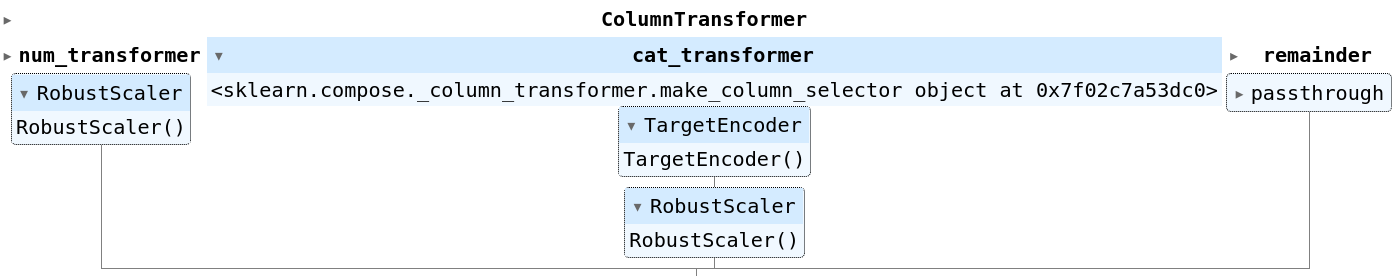 ColumnTransformer
num_transformer
cat_transformer
remainder
RobustScaler
RobustScaler()
<sklearn.compose._column_transformer.make_column_selector object at 0x7f02c7a53dc0>
passthrough
TargetEncoder
TargetEncoder()
RobustScaler
RobustScaler()